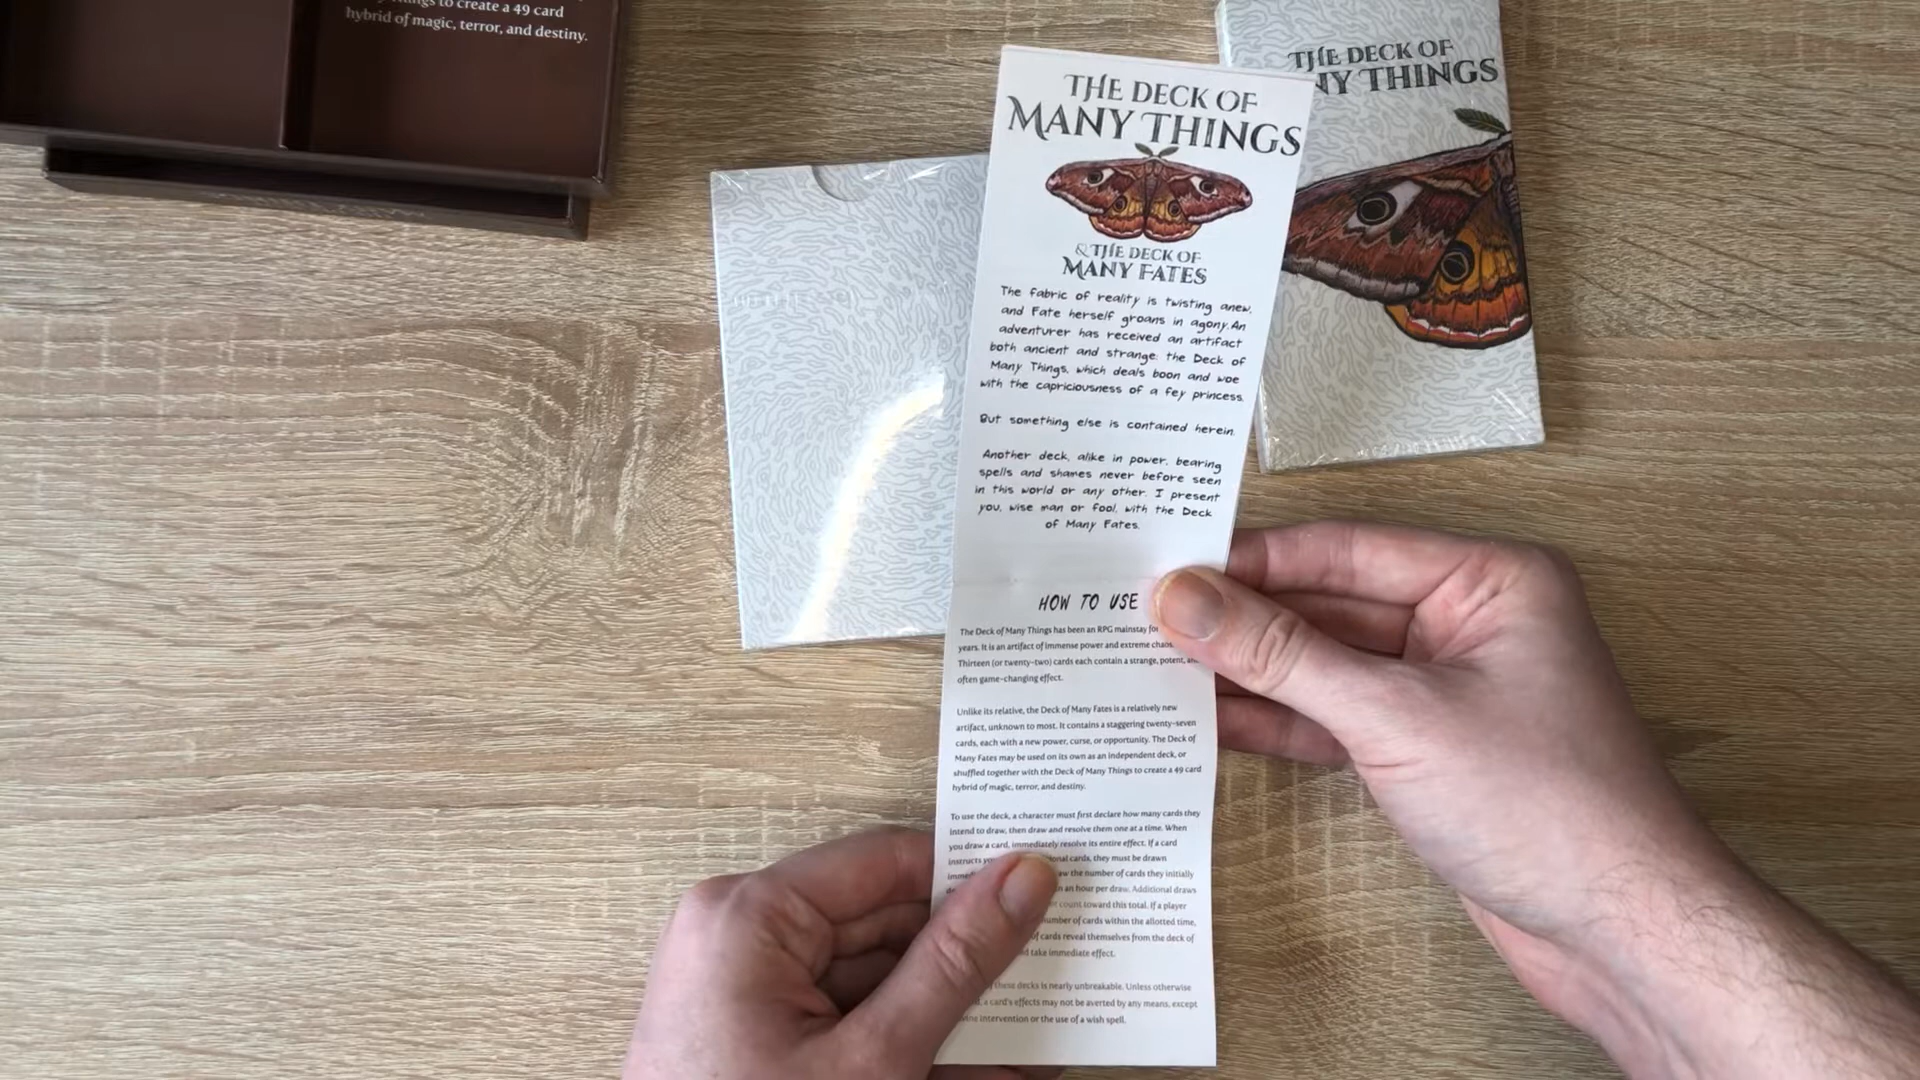 to create a 49 card
hybrid of magic, terror, and destiny.
THE DECK OF
MANY THINGS
& THE DECK OF
MANY FATES
The fabric of reality is twisting anew,
and Fate herself groans in agony. An
adventurer has received an artifact
both ancient and strange: the Deck of
Many Things, which deals boon and woe
with the capriciousness of a fey princess.
But something else is contained herein.
Another deck, alike in power, bearing
spells and shames never before seen
in this world or any other. I present
you, wise man or fool, with the Deck
of Many Fates.
HOW TO USE
The Deck of Many Things has been an RPG mainstay for
years. It is an artifact of immense power and extreme chaos.
Thirteen (or twenty-two) cards each contain a strange, potent,
often game-changing effect.
Unlike its relative, the Deck of Many Fates is a relatively new
artifact, unknown to most. It contains a staggering twenty-seven
cards, each with a new power, curse, or opportunity. The Deck of
Many Fates may be used on its own as an independent deck, or
shuffled together with the Deck of Many Things to create a 49 card
hybrid of magic, terror, and destiny.
To use the deck, a character must first declare how many cards they
intend to draw, then draw and resolve them one at a time. When
you draw a card, immediately resolve its entire effect. If a card
instructs cards, they must be drawn
the number of cards they initially
an hour per draw. Additional draws
count toward this total. If a player
of cards within the allotted time,
of cards reveal themselves from the deck of
take immediate effect.
these decks is nearly unbreakable. Unless otherwise
a card's effects may not be averted by any means, except
intervention or the use of a wish spell.
THE DECK OF
THINGS